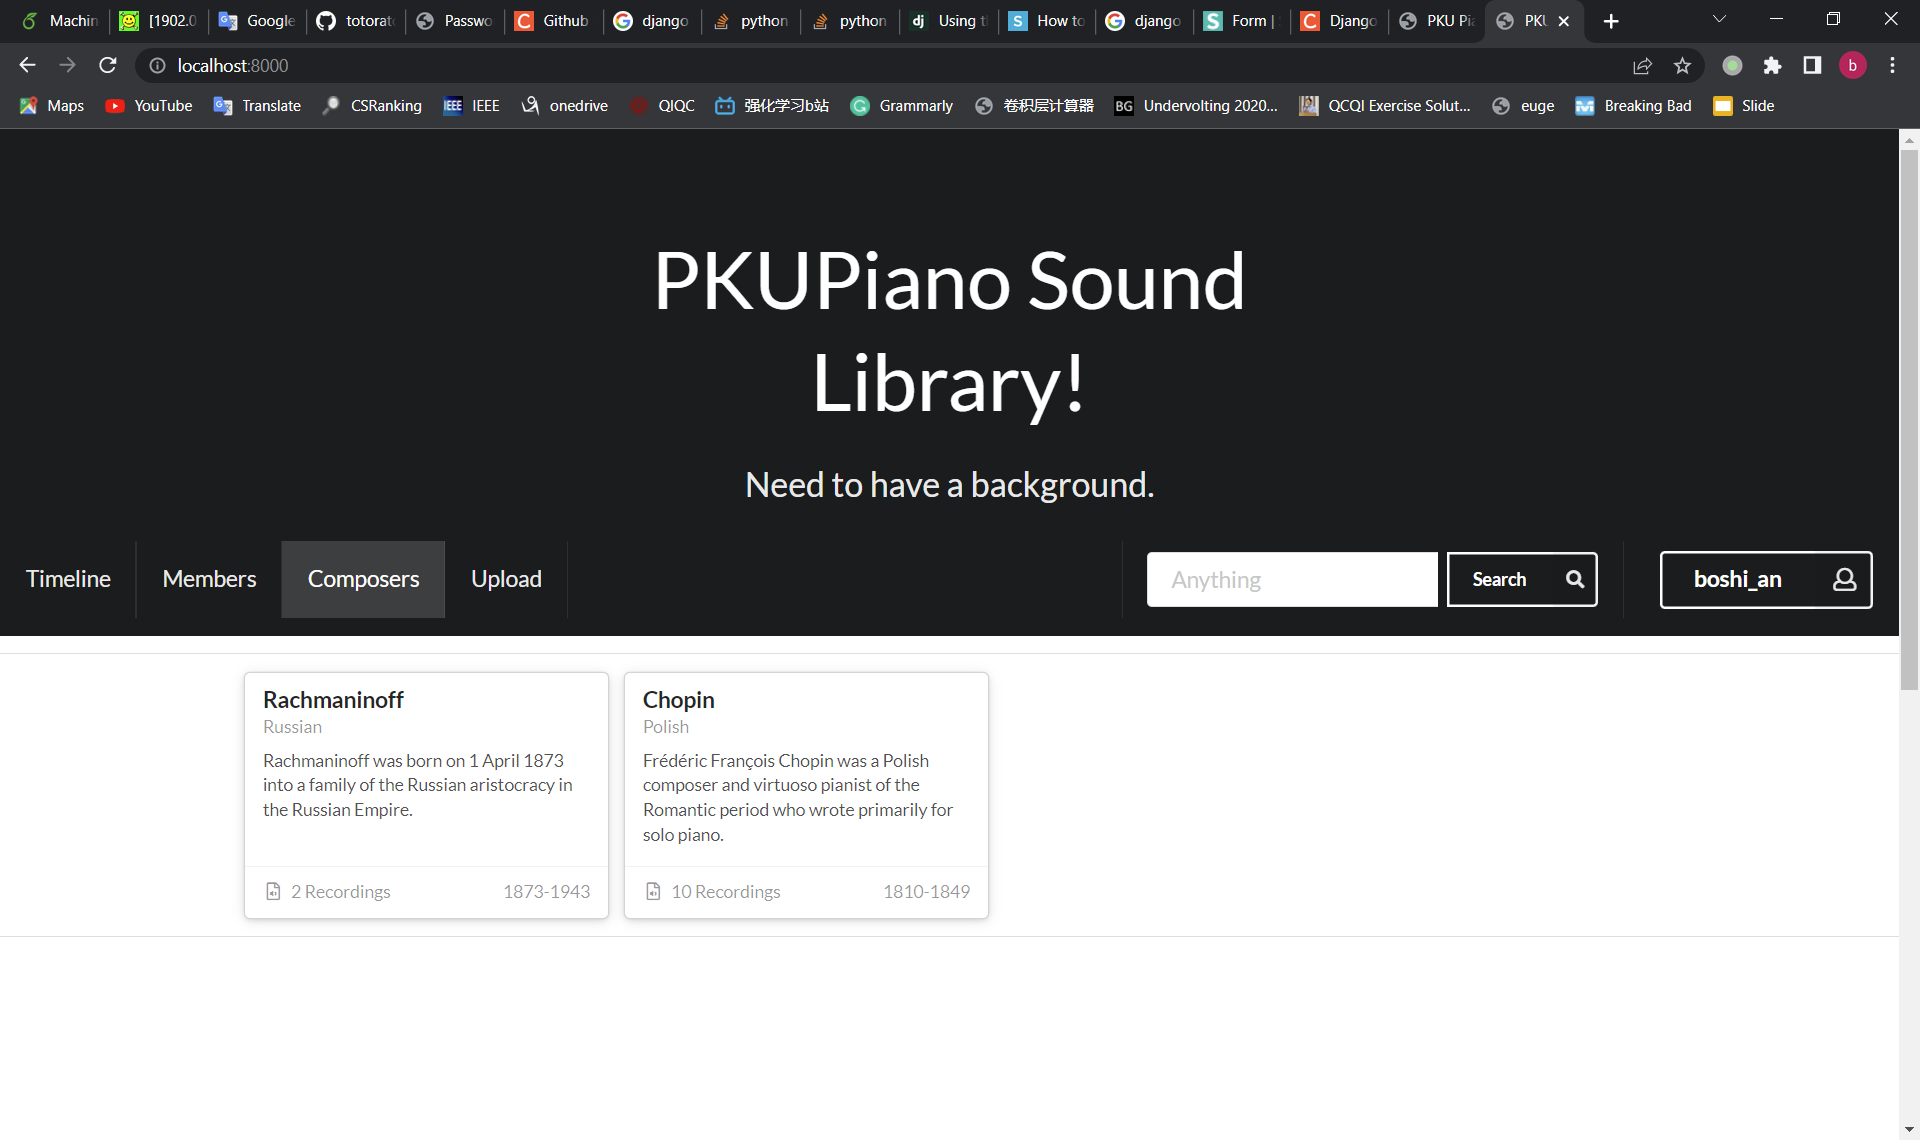 Machin
[1902.0
Google
totorat
Passwo
Github
django
python
python
Using t
How to
django
Form |
Django
PKU Pia
PKU
localhost:8000
b
Maps
YouTube
Translate
CSRanking
IEEE
IEEE
onedrive
QIQC
强化学习b站
Grammarly
卷积层计算器
BG
Undervolting 2020...
QCQI Exercise Solut...
euge
Breaking Bad
Slide
PKUPiano Sound
Library!
Need to have a background.
Timeline
Members
Composers
Upload
Anything
Search
boshi_an
Rachmaninoff
Russian
Rachmaninoff was born on 1 April 1873
into a family of the Russian aristocracy in
the Russian Empire.
2 Recordings
1873-1943
Chopin
Polish
Frédéric François Chopin was a Polish
composer and virtuoso pianist of the
Romantic period who wrote primarily for
solo piano.
10 Recordings
1810-1849